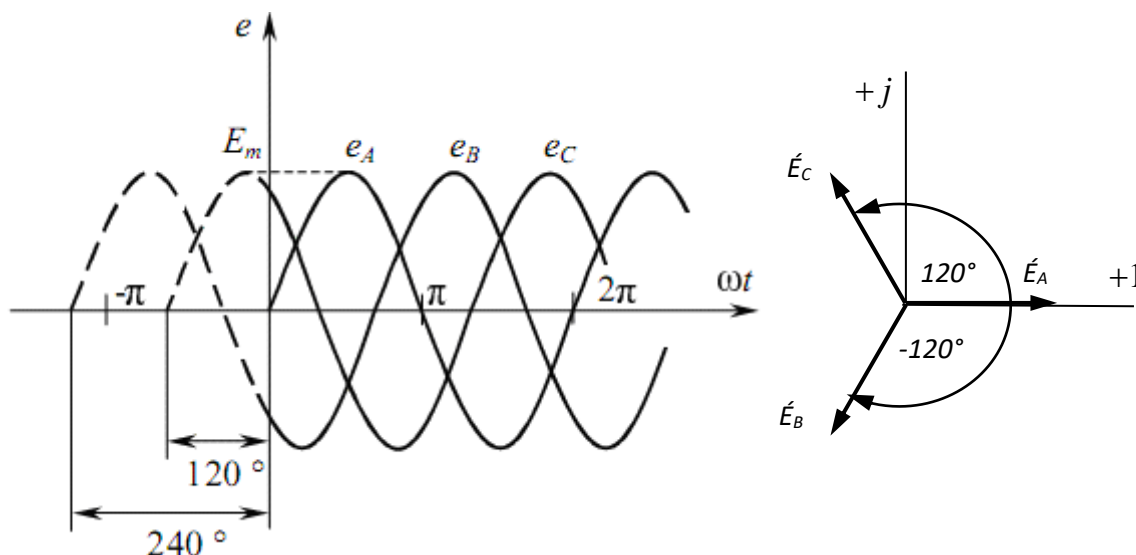 e
E_m
e_A
e_B
e_C
-π
π
2π
ωt
120 °
240 °
+j
É_C
120°
É_A
+1
-120°
É_B